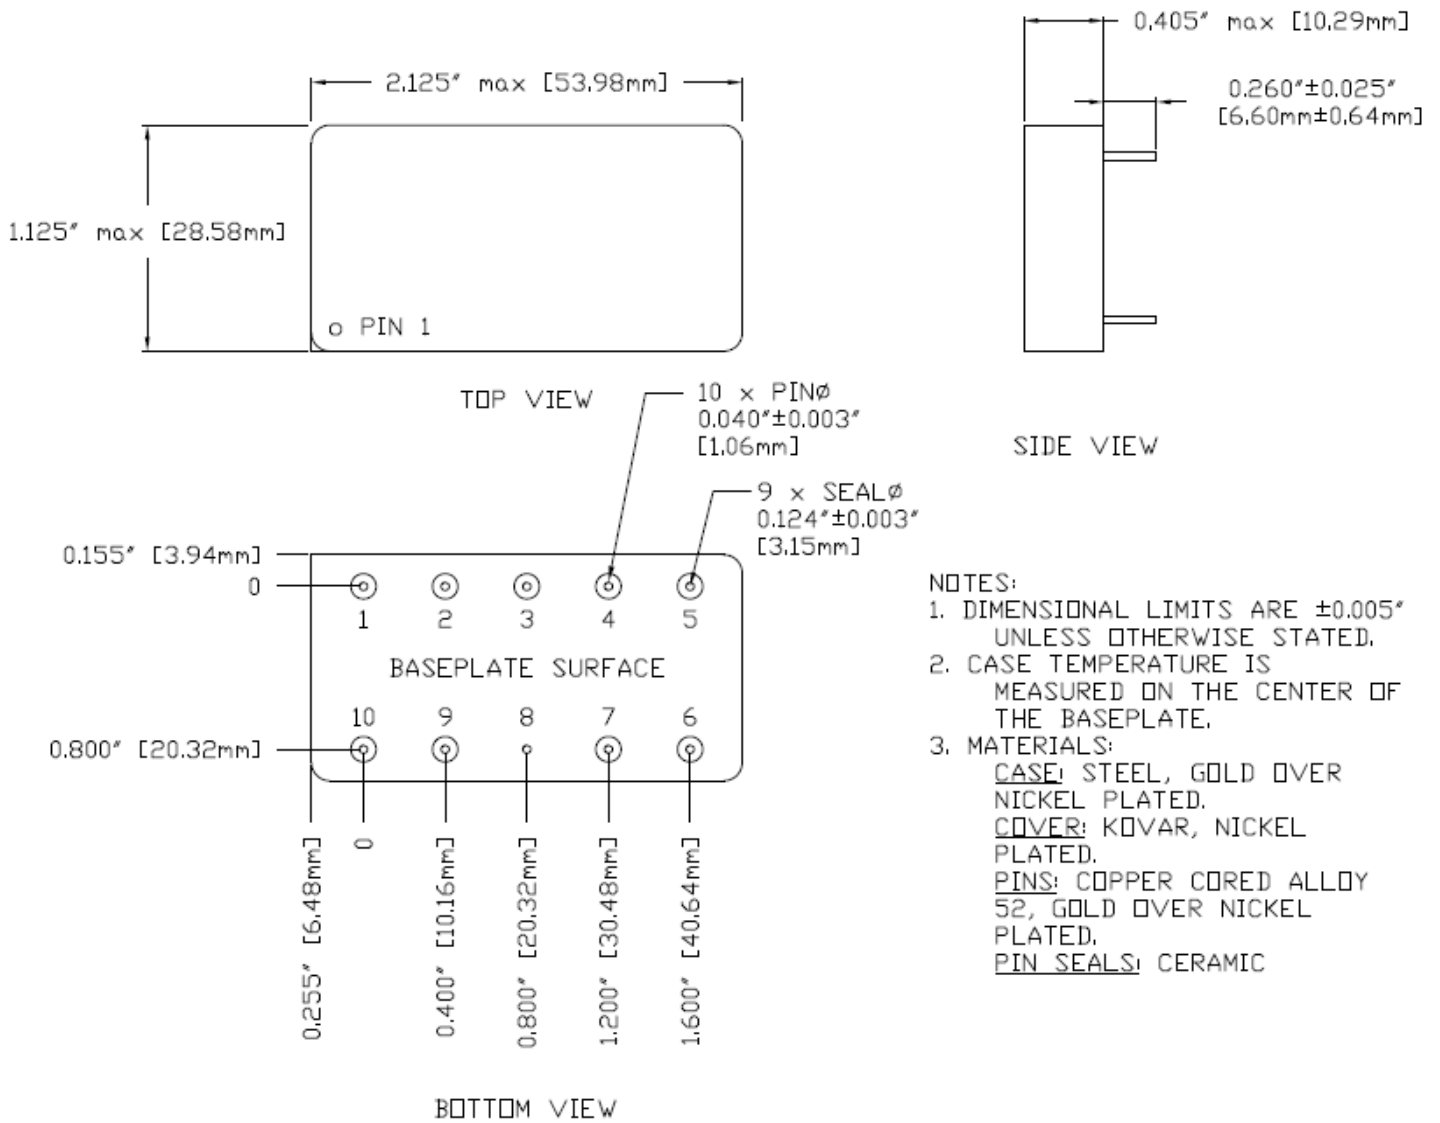 0.405" max [10.29mm]
2.125" max [53.98mm]
0.260"±0.025"
[6.60mm±0.64mm]
1.125" max [28.58mm]
o PIN 1
TOP VIEW
10 x PINø
0.040"±0.003"
[1.06mm]
SIDE VIEW
9 x SEALø
0.124"±0.003"
[3.15mm]
0.155" [3.94mm]
0
1 2 3 4 5
BASEPLATE SURFACE
10 9 8 7 6
0.800" [20.32mm]
0.255" [6.48mm]
0
0.400" [10.16mm]
0.800" [20.32mm]
1.200" [30.48mm]
1.600" [40.64mm]
BOTTOM VIEW
NOTES:
1. DIMENSIONAL LIMITS ARE ±0.005"
UNLESS OTHERWISE STATED.
2. CASE TEMPERATURE IS
MEASURED ON THE CENTER OF
THE BASEPLATE.
3. MATERIALS:
CASE: STEEL, GOLD OVER
NICKEL PLATED.
COVER: KOVAR, NICKEL
PLATED.
PINS: COPPER CORED ALLOY
52, GOLD OVER NICKEL
PLATED.
PIN SEALS: CERAMIC